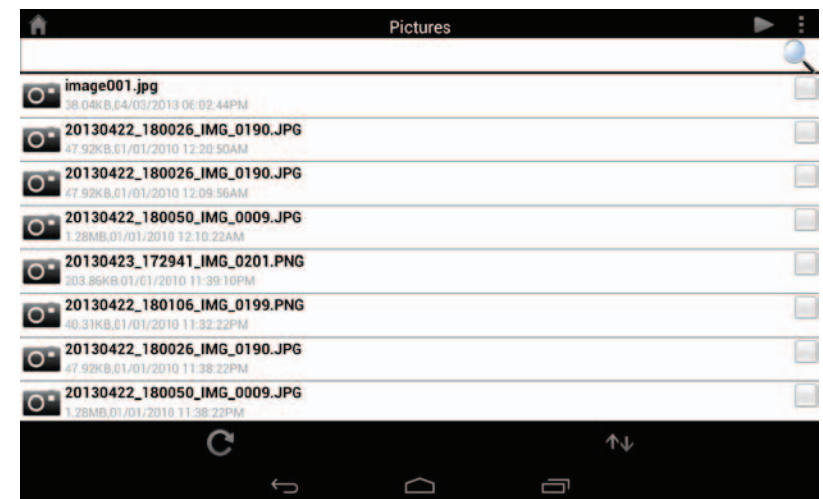 Pictures
image001.jpg
38.04KB,04/03/2013 06:02:44PM
20130422_180026_IMG_0190.JPG
47.92KB,01/01/2010 12:20:50AM
20130422_180026_IMG_0190.JPG
47.92KB,01/01/2010 12:09:56AM
20130422_180050_IMG_0009.JPG
1.28MB,01/01/2010 12:10:22AM
20130423_172941_IMG_0201.PNG
203.86KB,01/01/2010 11:39:10PM
20130422_180106_IMG_0199.PNG
40.31KB,01/01/2010 11:32:22PM
20130422_180026_IMG_0190.JPG
47.92KB,01/01/2010 11:38:22PM
20130422_180050_IMG_0009.JPG
1.28MB,01/01/2010 11:38:22PM